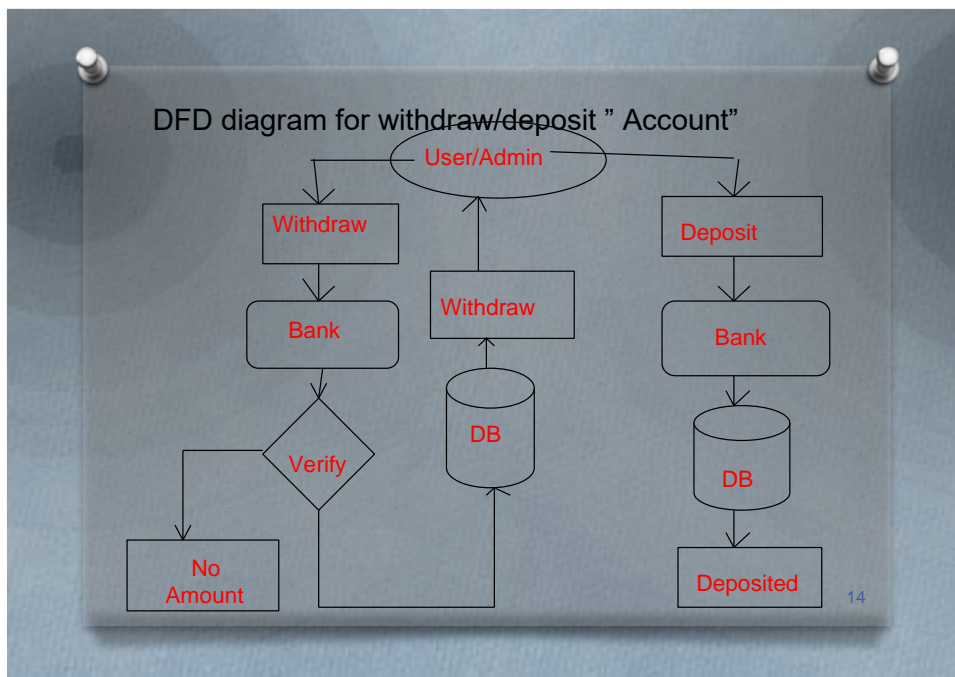 DFD diagram for withdraw/deposit ” Account”
User/Admin
Withdraw
Deposit
Withdraw
Bank
Bank
DB
Verify
DB
No
Amount
Deposited
14